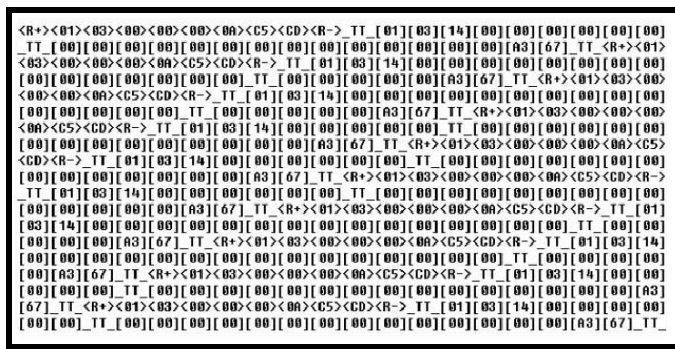 <R+><01><03><00><00><00><0A><C5><CD><R->_TT_[01][03][14][00][00][00][00][00][00]
_TT_[00][00][00][00][00][00][00][00][00][00][00][00][00][00][A3][67]_TT_<R+><01>
<03><00><00><00><0A><C5><CD><R->_TT_[01][03][14][00][00][00][00][00][00][00][00]
[00][00][00][00][00][00][00]_TT_[00][00][00][00][00][A3][67]_TT_<R+><01><03><00>
<00><00><0A><C5><CD><R->_TT_[01][03][14][00][00][00][00][00][00][00][00][00][00]
[00][00][00][00][00]_TT_[00][00][00][00][00][A3][67]_TT_<R+><01><03><00><00><00>
<0A><C5><CD><R->_TT_[01][03][14][00][00][00][00][00]_TT_[00][00][00][00][00][00]
[00][00][00][00][00][00][00][00][00][A3][67]_TT_<R+><01><03><00><00><00><0A><C5>
<CD><R->_TT_[01][03][14][00][00][00][00][00][00]_TT_[00][00][00][00][00][00][00]
[00][00][00][00][00][00][00][A3][67]_TT_<R+><01><03><00><00><00><0A><C5><CD><R->
_TT_[01][03][14][00][00][00][00][00][00]_TT_[00][00][00][00][00][00][00][00][00]
[00][00][00][00][00][A3][67]_TT_<R+><01><03><00><00><00><0A><C5><CD><R->_TT_[01]
[03][14][00][00][00][00][00][00][00][00][00][00][00][00][00][00][00][00]_TT_[00]
[00][00][00][A3][67]_TT_<R+><01><03><00><00><00><0A><C5><CD><R->_TT_[01][03][14]
[00][00][00][00][00][00][00][00][00][00][00][00][00][00][00]_TT_[00][00][00][00]
[00][A3][67]_TT_<R+><01><03><00><00><00><0A><C5><CD><R->_TT_[01][03][14][00][00]
[00][00][00]_TT_[00][00][00][00][00][00][00][00][00][00][00][00][00][00][00][A3]
[67]_TT_<R+><01><03><00><00><00><0A><C5><CD><R->_TT_[01][03][14][00][00][00][00]
[00][00]_TT_[00][00][00][00][00][00][00][00][00][00][00][00][00][00][A3][67]_TT_